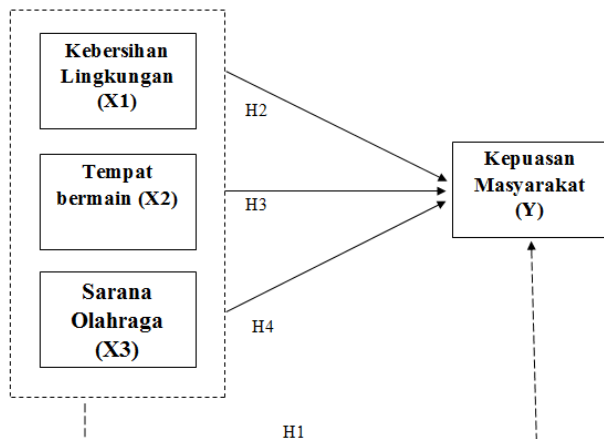 Kebersihan
Lingkungan
(X1)
H2
Tempat
bermain (X2)
H3
Kepuasan
Masyarakat
(Y)
Sarana
Olahraga
(X3)
H4
H1